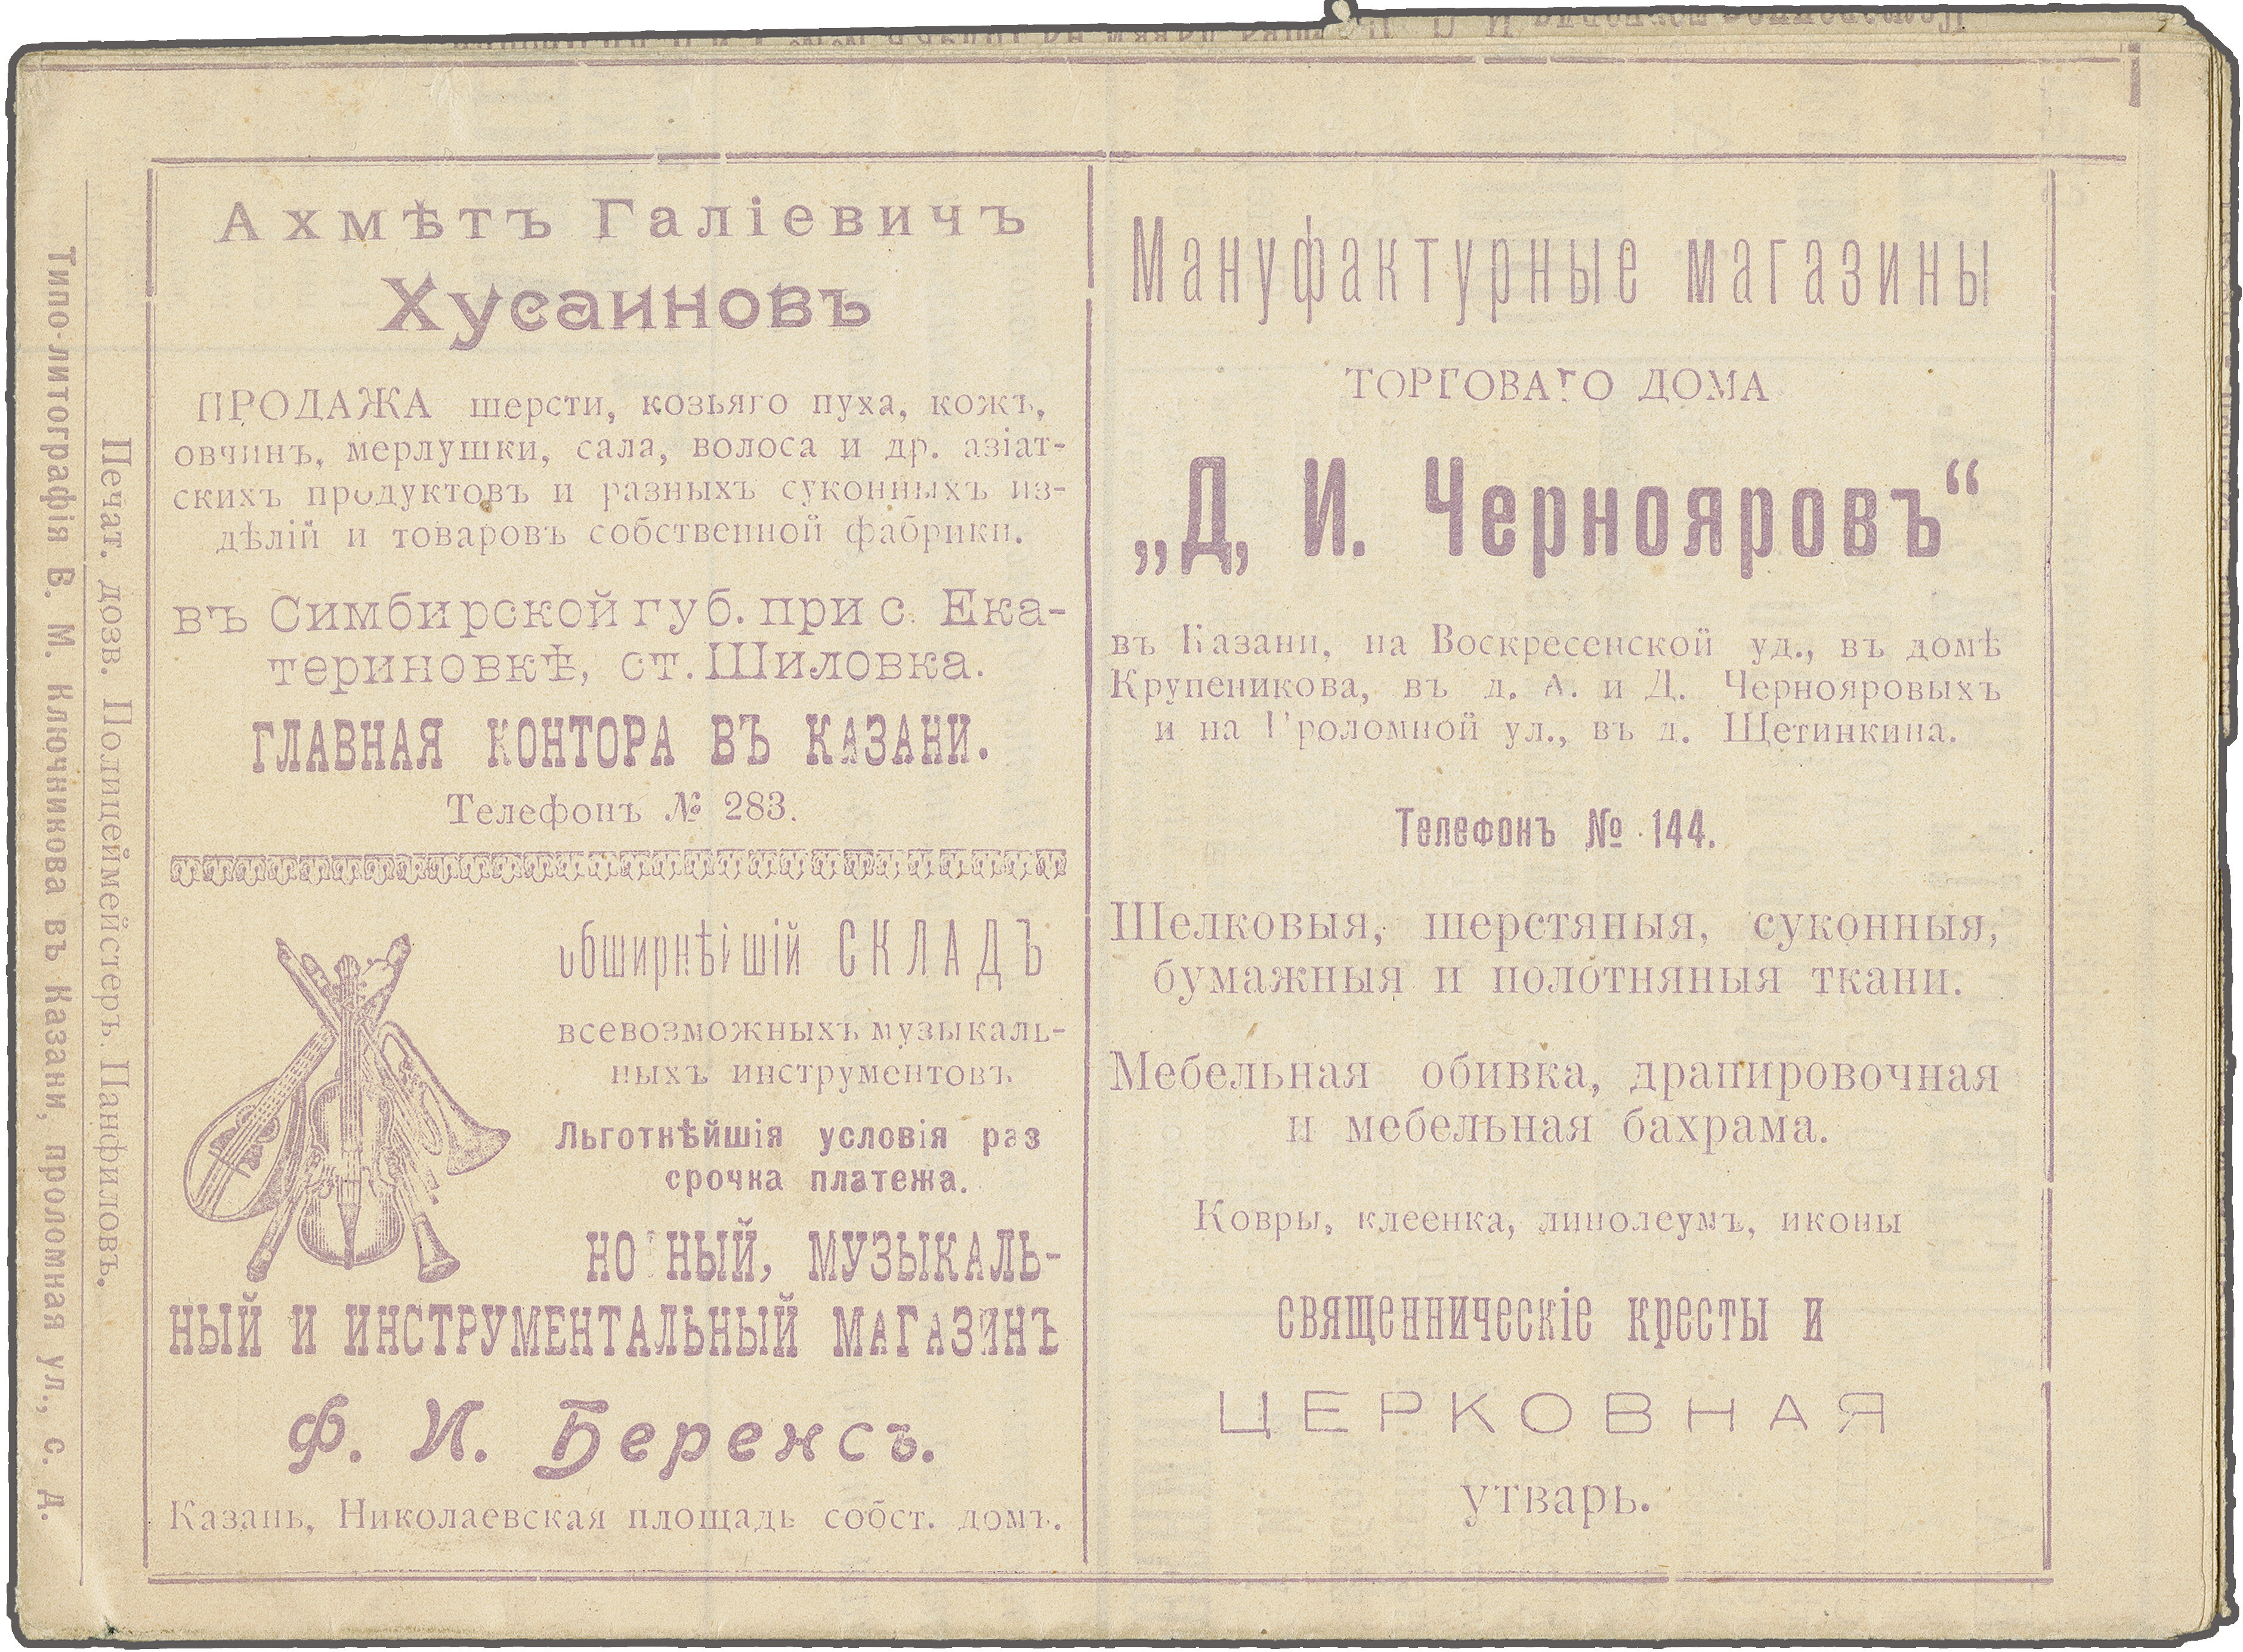 Ахмѣтъ Галіевичъ
Хусаиновъ
ПРОДАЖА шерсти, козьяго пуха, кожъ,
овчинъ, мерлушки, сала, волоса и др. азіат-
скихъ продуктовъ и разныхъ суконныхъ из-
дѣлій и товаровъ собственной фабрики.
въ Симбирской губ. при с. Ека-
териновкѣ, ст. Шиловка.
ГЛАВНАЯ КОНТОРА ВЪ КАЗАНИ.
Телефонъ № 283.
Обширнѣйшій СКЛАДЪ
всевозможныхъ музыкаль-
ныхъ инструментовъ
Льготнѣйшія условія раз
срочка платежа.
НОТНЫЙ, МУЗЫКАЛЬ-
НЫЙ И ИНСТРУМЕНТАЛЬНЫЙ МАГАЗИНЪ
Ф. И. Беренсъ.
Казань, Николаевская площадь собст. домъ.
Мануфактурные магазины
ТОРГОВАГО ДОМА
„Д, И. Чернояровъ“
въ Казани, на Воскресенской уд., въ домѣ
Крупеникова, въ д. А. и Д. Чернояровыхъ
и на Проломной ул., въ д. Щетинкина.
Телефонъ № 144.
Шелковыя, шерстяныя, суконныя,
бумажныя и полотняныя ткани.
Мебельная обивка, драпировочная
и мебельная бахрама.
Ковры, клеенка, линолеумъ, иконы
священническіе кресты и
ЦЕРКОВНАЯ
утварь.
Печат. дозв. Полицеймейстеръ Панфиловъ.
Типо-литографія В. М. Ключникова въ Казани, проломная ул., с. д.